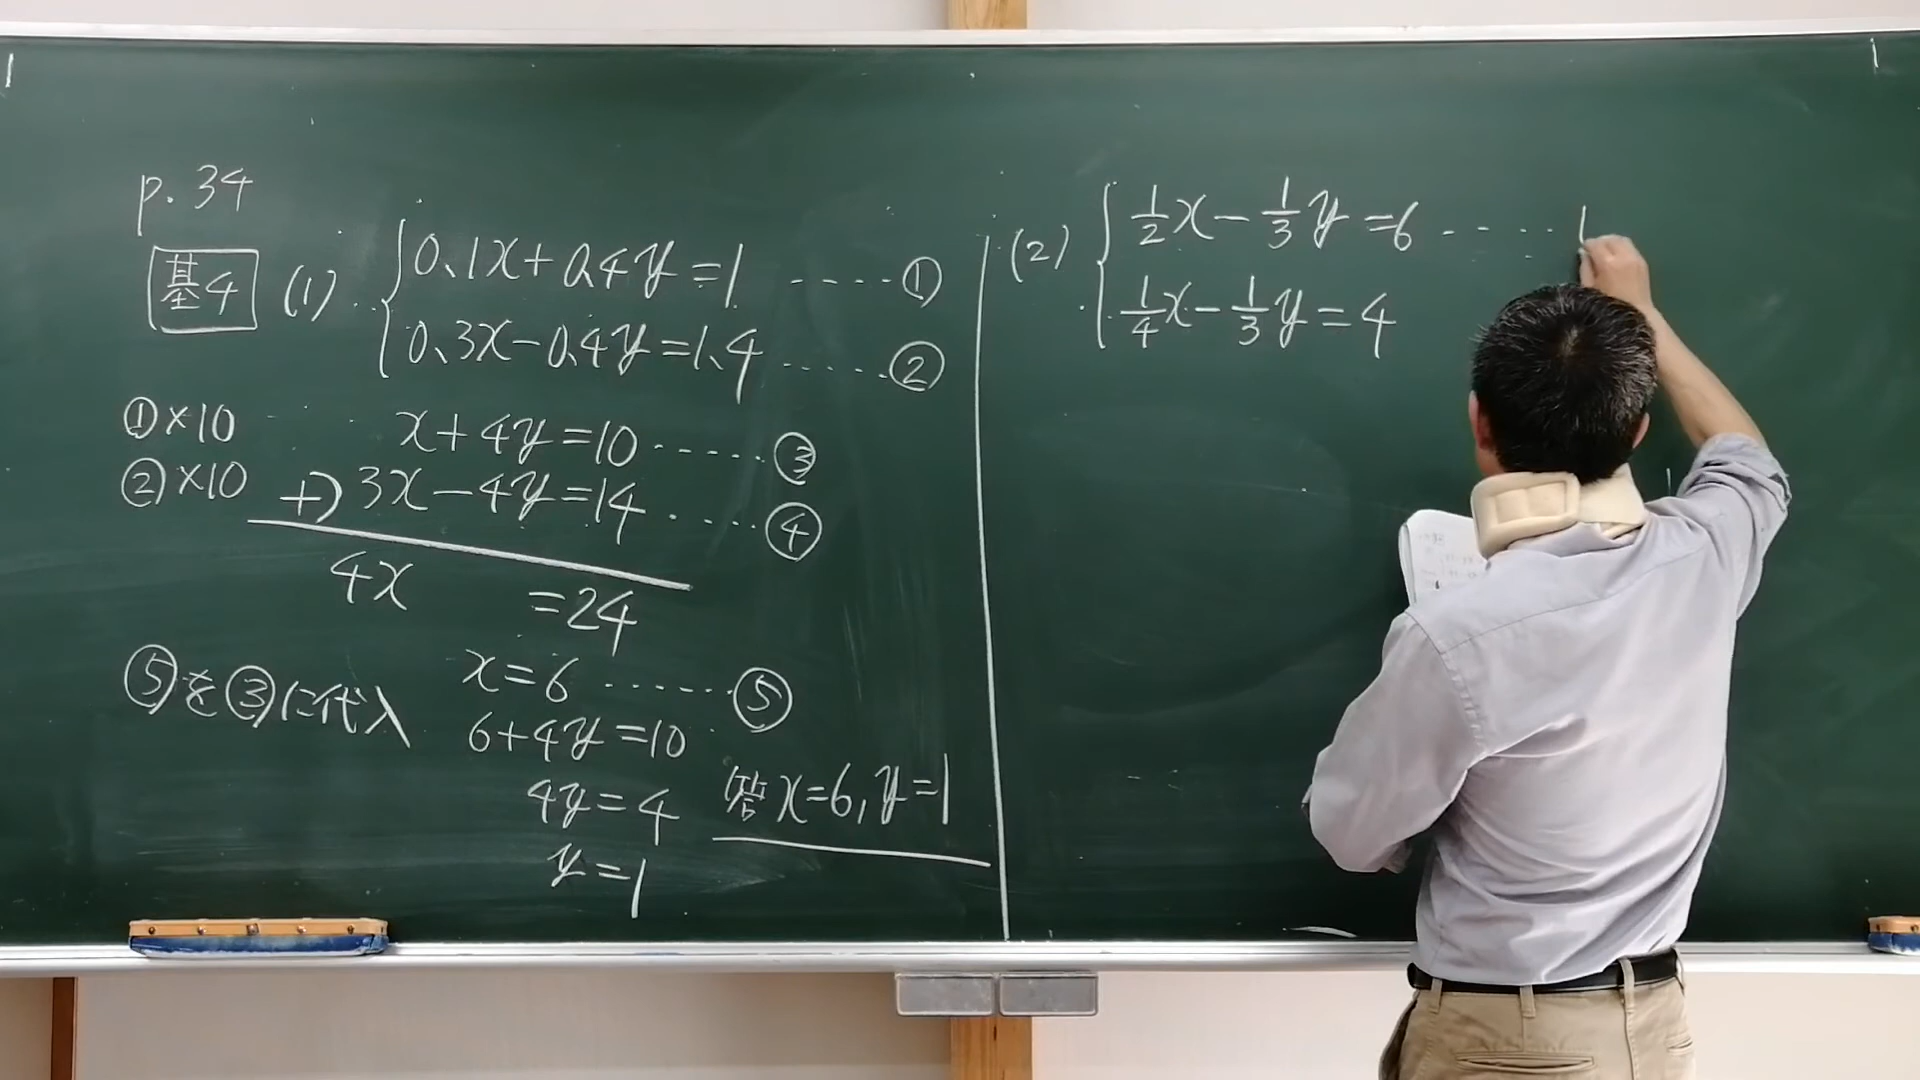 p. 34
基4 (1) 0.1x+0.4y=1 ----①
0.3x-0.4y=1.4 .....②
①×10 x+4y=10 .....③
②×10 +) 3x-4y=14 .....④
4x =24
x=6 ......⑤
⑤を③に代入 6+4y=10
4y=4
y=1
答 x=6, y=1
(2) 1/2x-1/3y=6 ..... 1
1/4x-1/3y=4